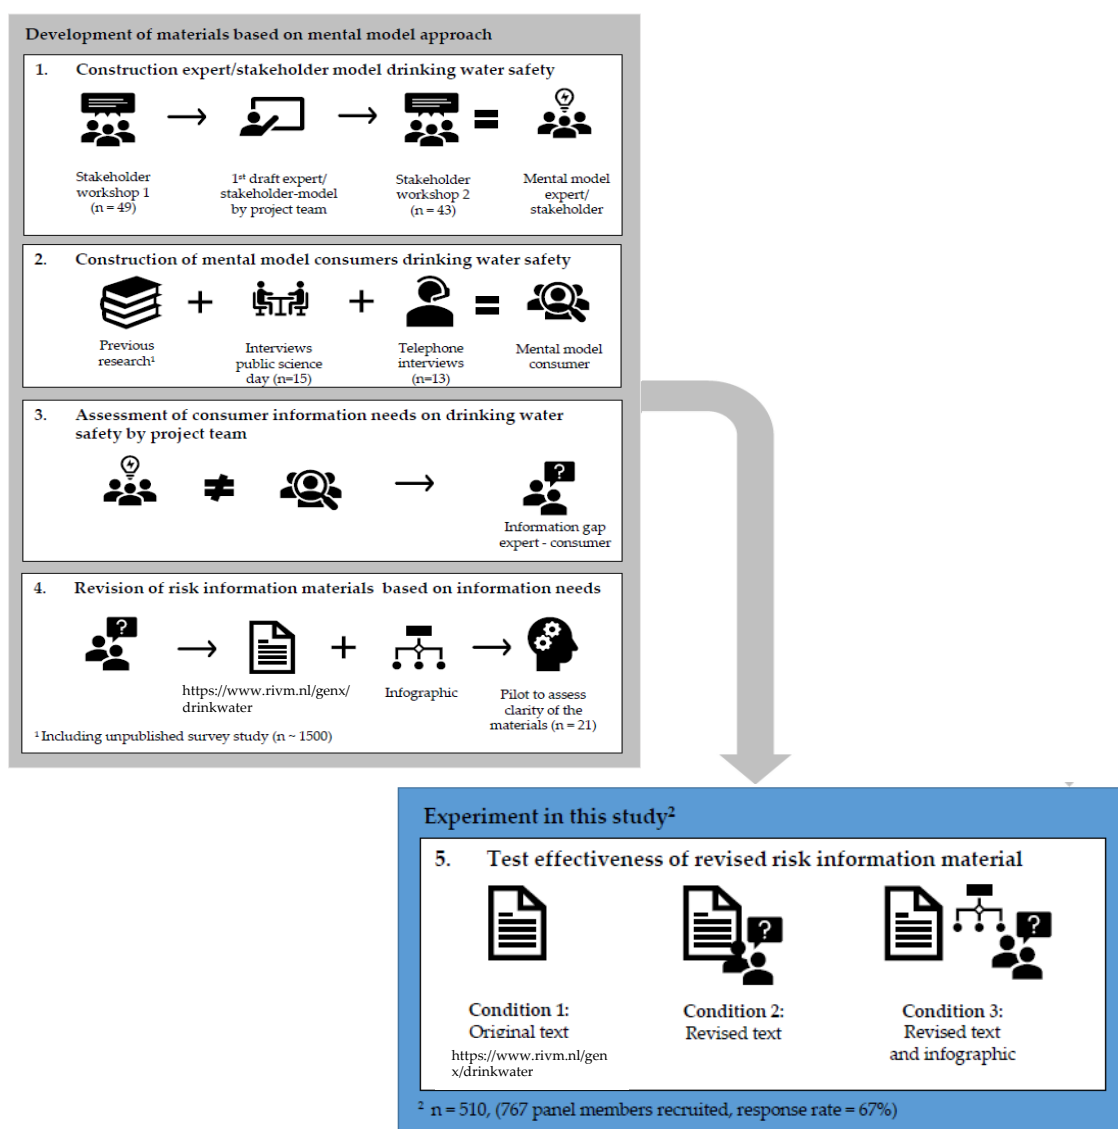 Development of materials based on mental model approach
1. Construction expert/stakeholder model drinking water safety
Stakeholder
workshop 1
(n = 49)
1st draft expert/
stakeholder-model
by project team
Stakeholder
workshop 2
(n = 43)
Mental model
expert/
stakeholder
2. Construction of mental model consumers drinking water safety
Previous
research¹
Interviews
public science
day (n=15)
Telephone
interviews
(n=13)
Mental model
consumer
3. Assessment of consumer information needs on drinking water
safety by project team
?
Information gap
expert - consumer
4. Revision of risk information materials based on information needs
?
https://www.rivm.nl/genx/
drinkwater
Infographic
Pilot to assess
clarity of the
materials (n = 21)
¹ Including unpublished survey study (n ~ 1500)
Experiment in this study²
5. Test effectiveness of revised risk information material
?
?
Condition 1:
Original text
https://www.rivm.nl/gen
x/drinkwater
Condition 2:
Revised text
Condition 3:
Revised text
and infographic
² n = 510, (767 panel members recruited, response rate = 67%)